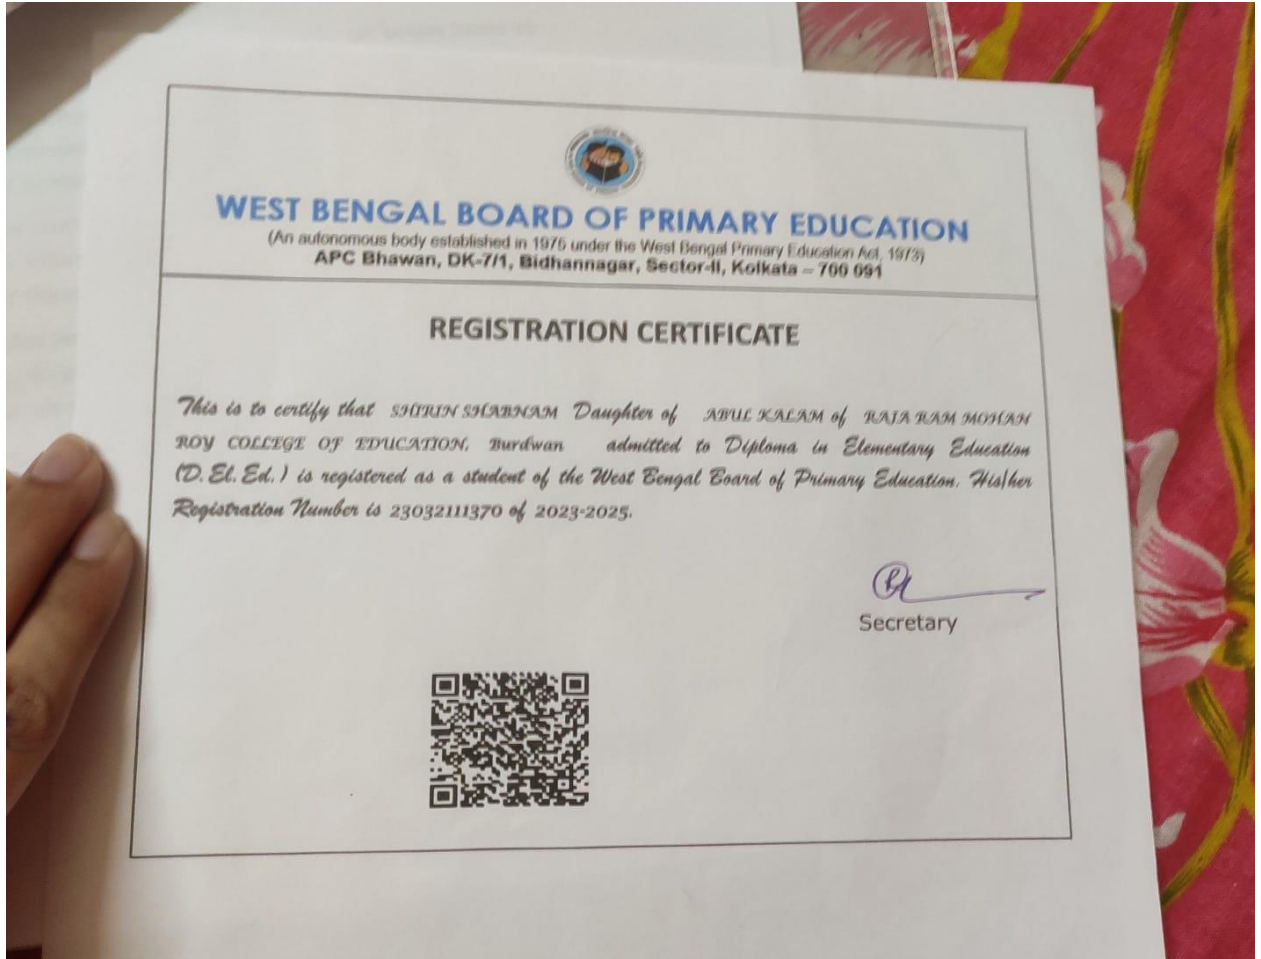 WEST BENGAL BOARD OF PRIMARY EDUCATION
(An autonomous body established in 1975 under the West Bengal Primary Education Act, 1973)
APC Bhawan, DK-7/1, Bidhannagar, Sector-II, Kolkata – 700 091
REGISTRATION CERTIFICATE
This is to certify that SHIRIN SHABNAM Daughter of ABUL KALAM of RAJA RAM MOHAN
ROY COLLEGE OF EDUCATION, Burdwan admitted to Diploma in Elementary Education
(D. El. Ed. ) is registered as a student of the West Bengal Board of Primary Education. His/her
Registration Number is 23032111370 of 2023-2025.
Secretary